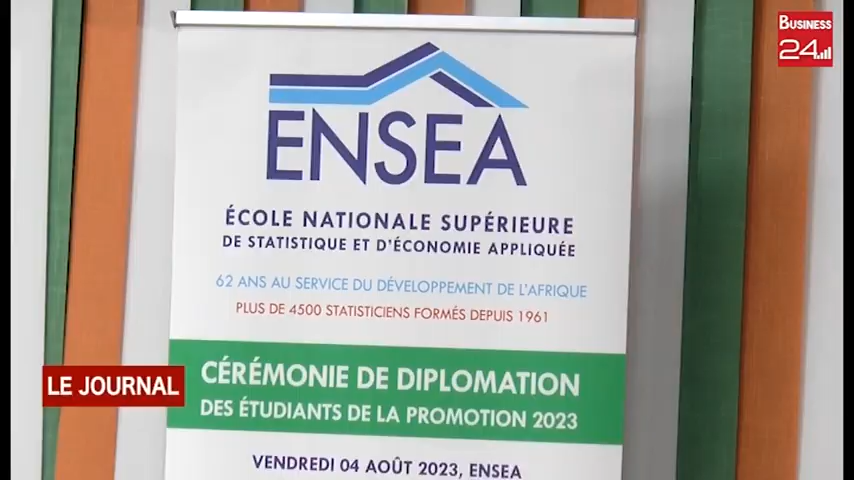 BUSINESS
24
ENSEA
ÉCOLE NATIONALE SUPÉRIEURE
DE STATISTIQUE ET D'ÉCONOMIE APPLIQUÉE
62 ANS AU SERVICE DU DÉVELOPPEMENT DE L'AFRIQUE
PLUS DE 4500 STATISTICIENS FORMÉS DEPUIS 1961
LE JOURNAL
CÉRÉMONIE DE DIPLOMATION
DES ÉTUDIANTS DE LA PROMOTION 2023
VENDREDI 04 AOÛT 2023, ENSEA